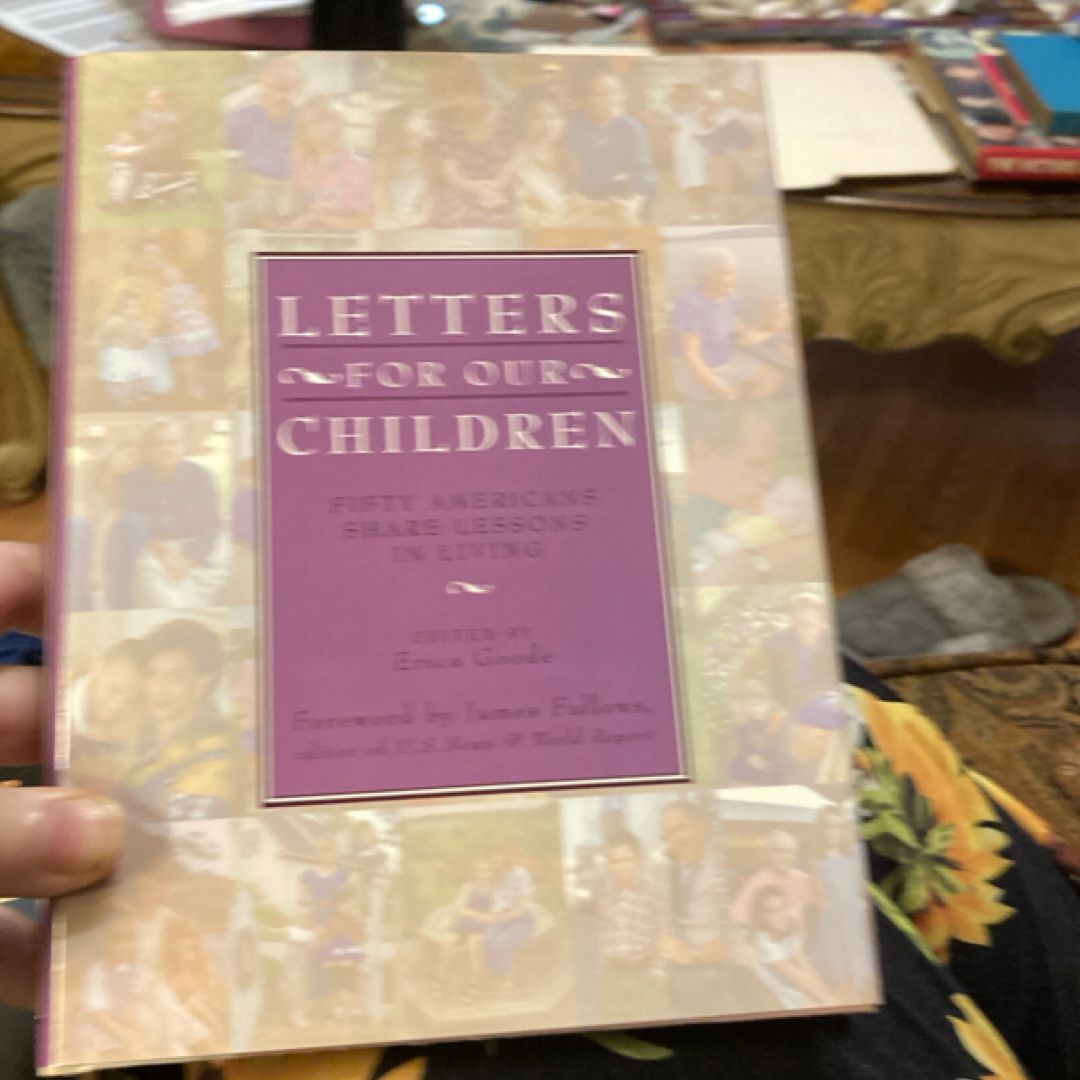 LETTERS
FOR OUR
CHILDREN
FIFTY AMERICANS
SHARE LESSONS
IN LIVING
EDITED BY
Erica Goode
Foreword by James Fallows,
editor of U.S. News & World Report